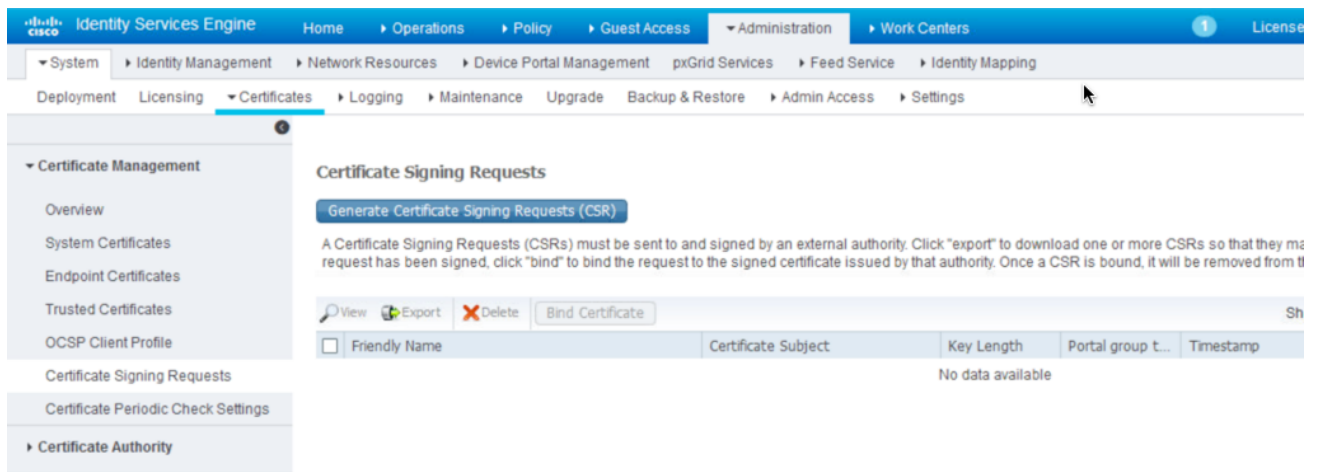 cisco Identity Services Engine Home Operations Policy Guest Access Administration Work Centers 1 License
System Identity Management Network Resources Device Portal Management pxGrid Services Feed Service Identity Mapping
Deployment Licensing Certificates Logging Maintenance Upgrade Backup & Restore Admin Access Settings
Certificate Management
Overview
System Certificates
Endpoint Certificates
Trusted Certificates
OCSP Client Profile
Certificate Signing Requests
Certificate Periodic Check Settings
Certificate Authority
Certificate Signing Requests
Generate Certificate Signing Requests (CSR)
A Certificate Signing Requests (CSRs) must be sent to and signed by an external authority. Click "export" to download one or more CSRs so that they ma
request has been signed, click "bind" to bind the request to the signed certificate issued by that authority. Once a CSR is bound, it will be removed from t
View Export Delete Bind Certificate Sh
Friendly Name Certificate Subject Key Length Portal group t... Timestamp
No data available